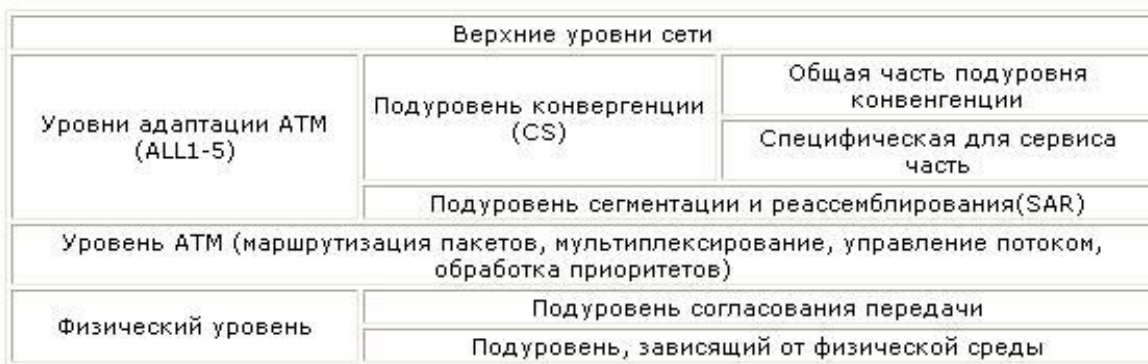 Верхние уровни сети
Уровни адаптации АТМ
(ALL1-5)
Подуровень конвергенции
(CS)
Общая часть подуровня
конвенгенции
Специфическая для сервиса
часть
Подуровень сегментации и реассемблирования(SAR)
Уровень АТМ (маршрутизация пакетов, мультиплексирование, управление потоком,
обработка приоритетов)
Физический уровень
Подуровень согласования передачи
Подуровень, зависящий от физической среды